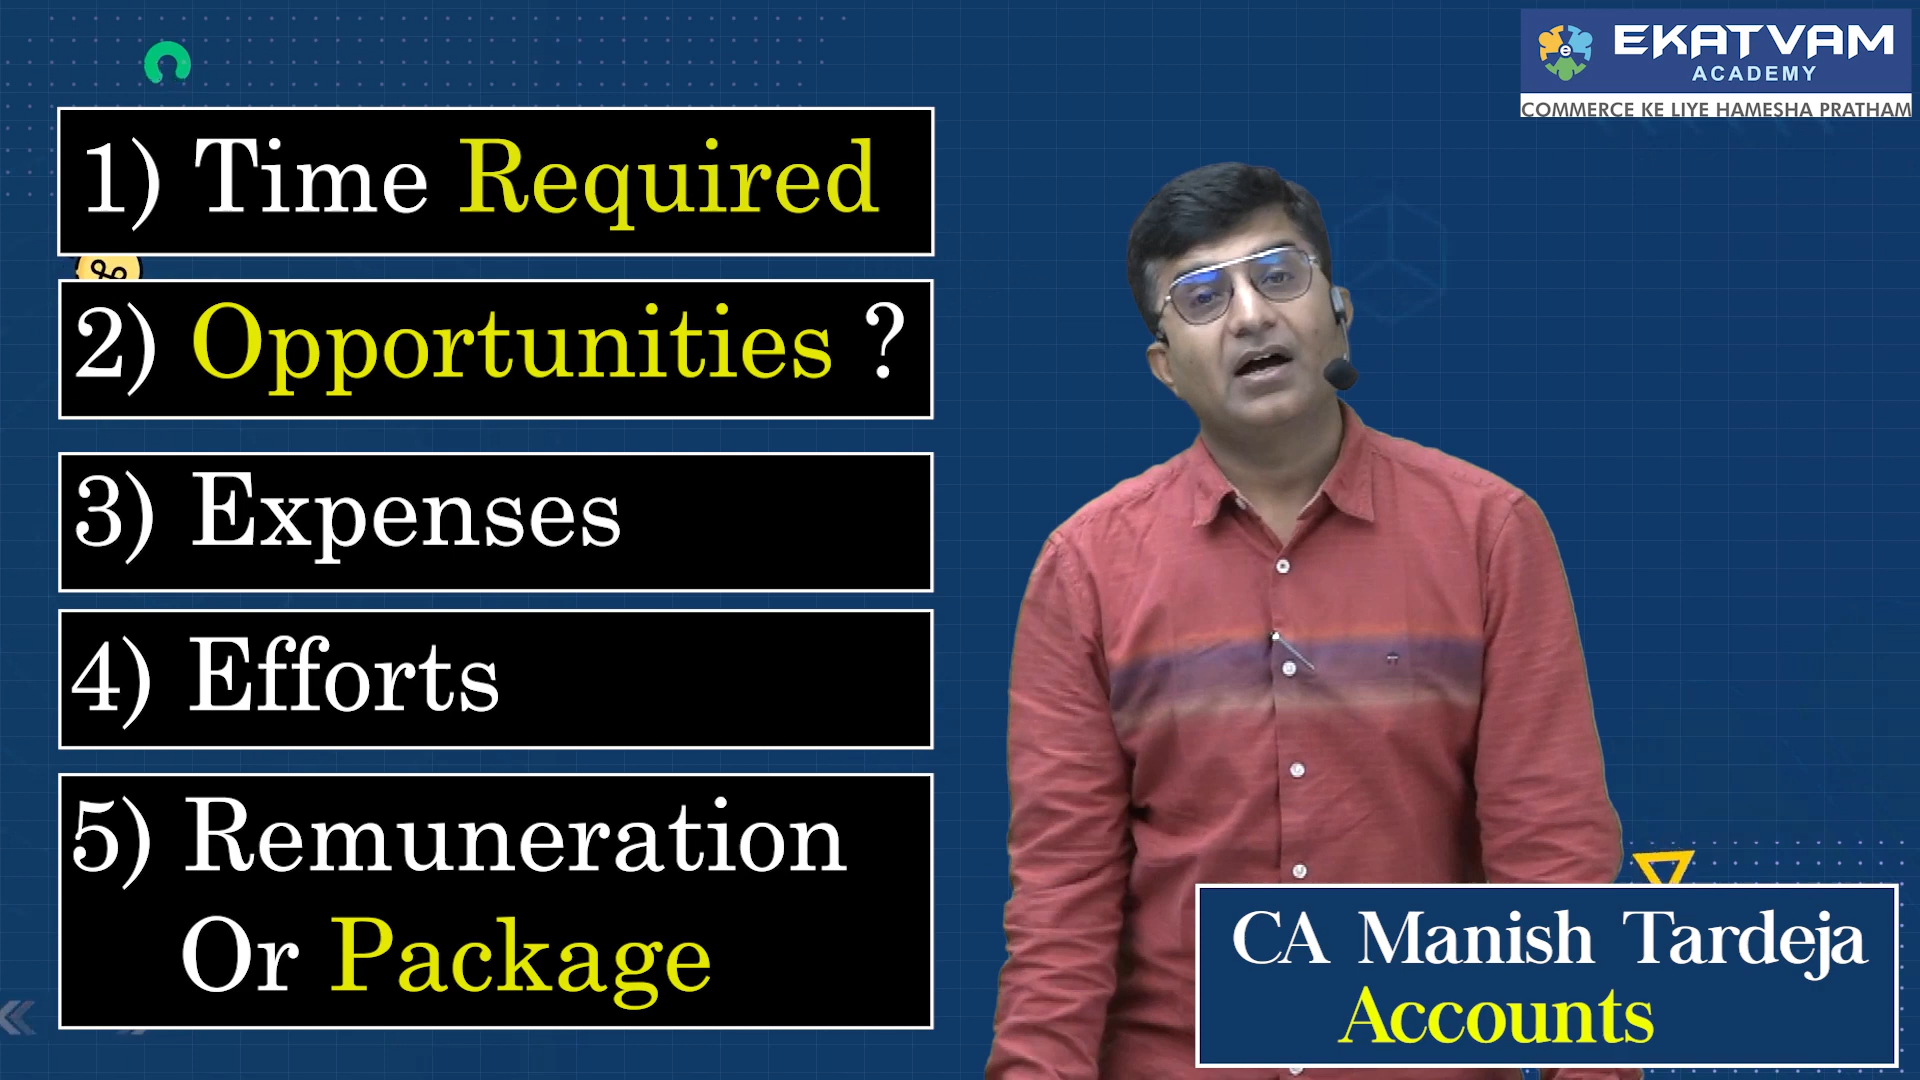 EKATVAM
ACADEMY
COMMERCE KE LIYE HAMESHA PRATHAM
1) Time Required
2) Opportunities ?
3) Expenses
4) Efforts
5) Remuneration
Or Package
CA Manish Tardeja
Accounts